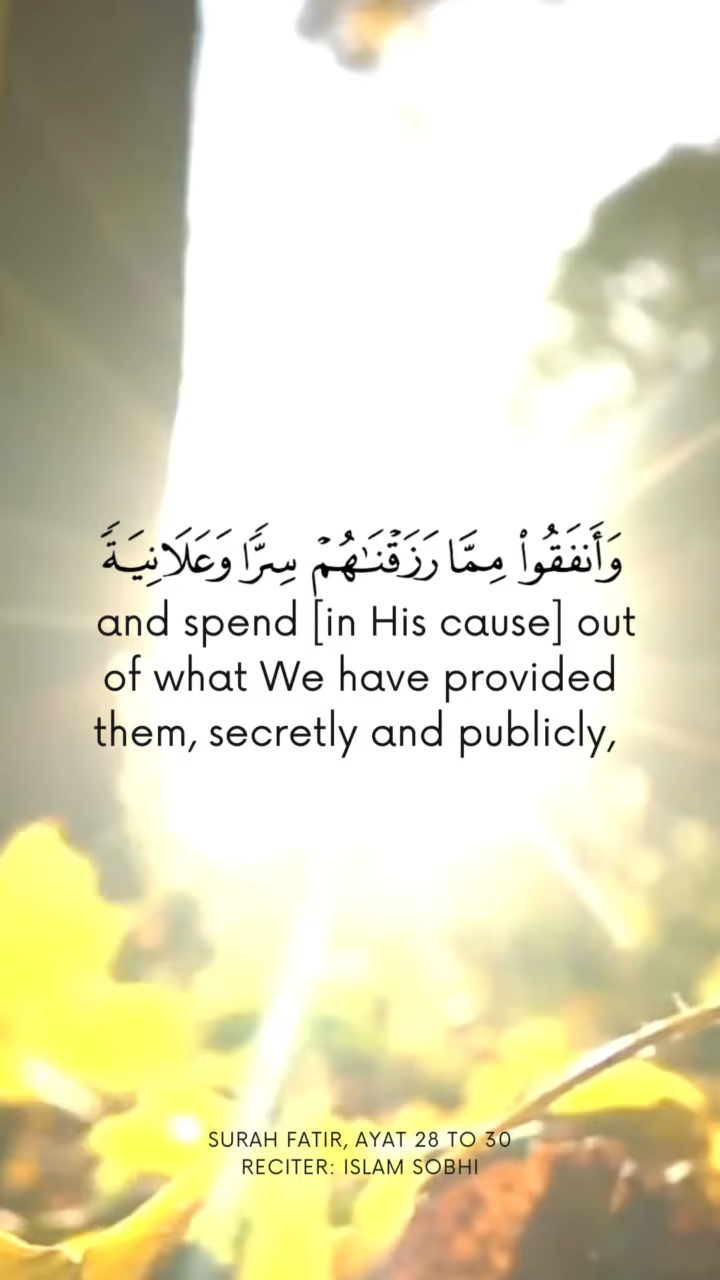 وَأَنفَقُوا۟ مِمَّا رَزَقْنَـٰهُمْ سِرًّا وَعَلَانِيَةً
and spend [in His cause] out
of what We have provided
them, secretly and publicly,
SURAH FATIR, AYAT 28 TO 30
RECITER: ISLAM SOBHI